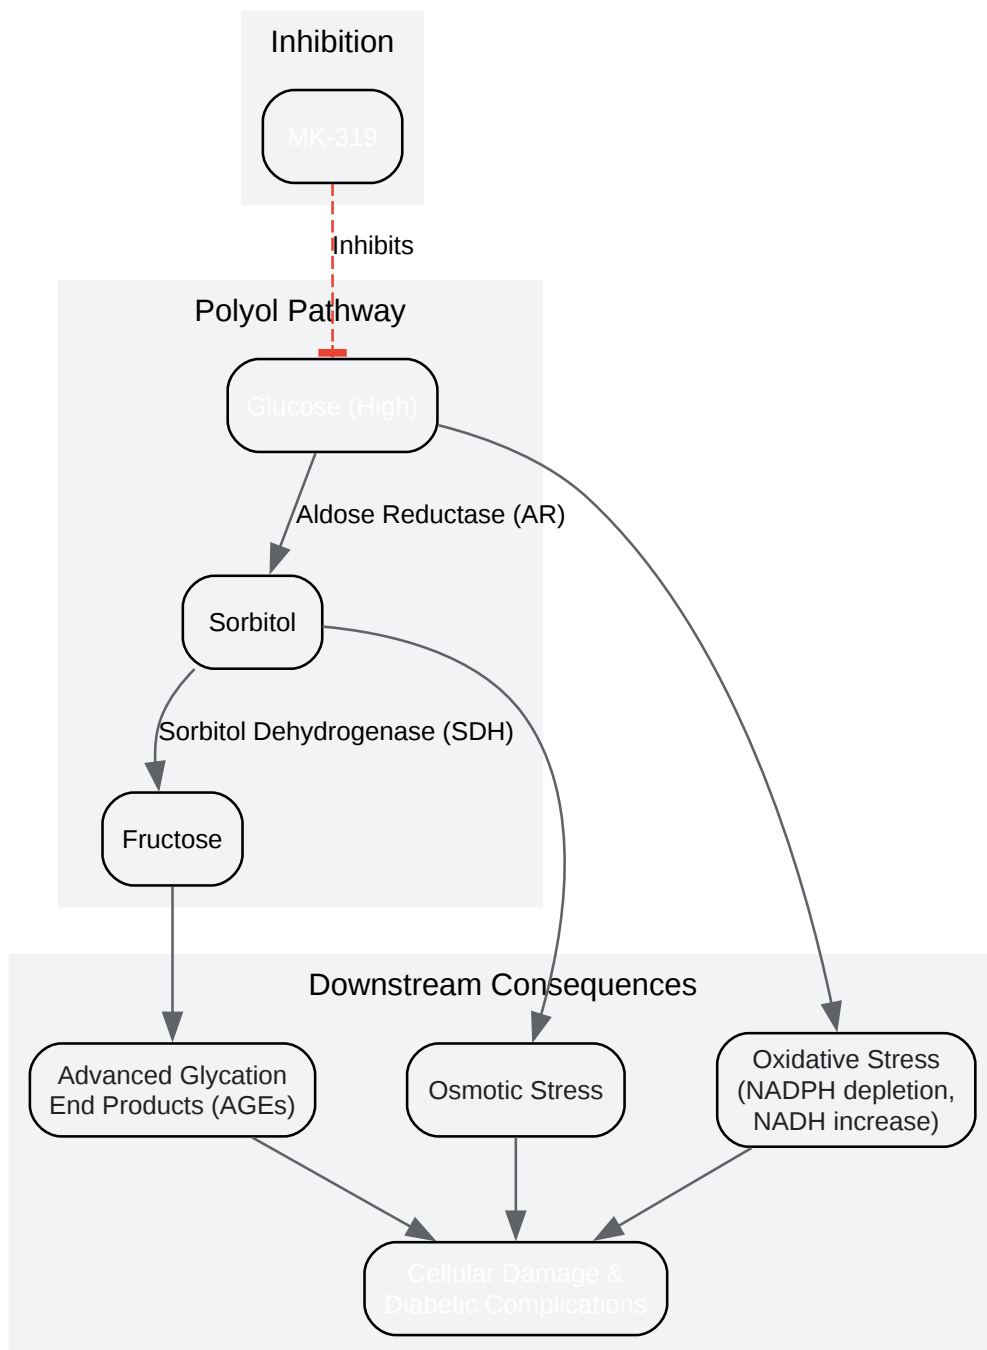 Inhibition
MK-319
Inhibits
Polyol Pathway
Glucose (High)
Aldose Reductase (AR)
Sorbitol
Sorbitol Dehydrogenase (SDH)
Fructose
Downstream Consequences
Advanced Glycation
End Products (AGEs)
Osmotic Stress
Oxidative Stress
(NADPH depletion,
NADH increase)
Cellular Damage &
Diabetic Complications